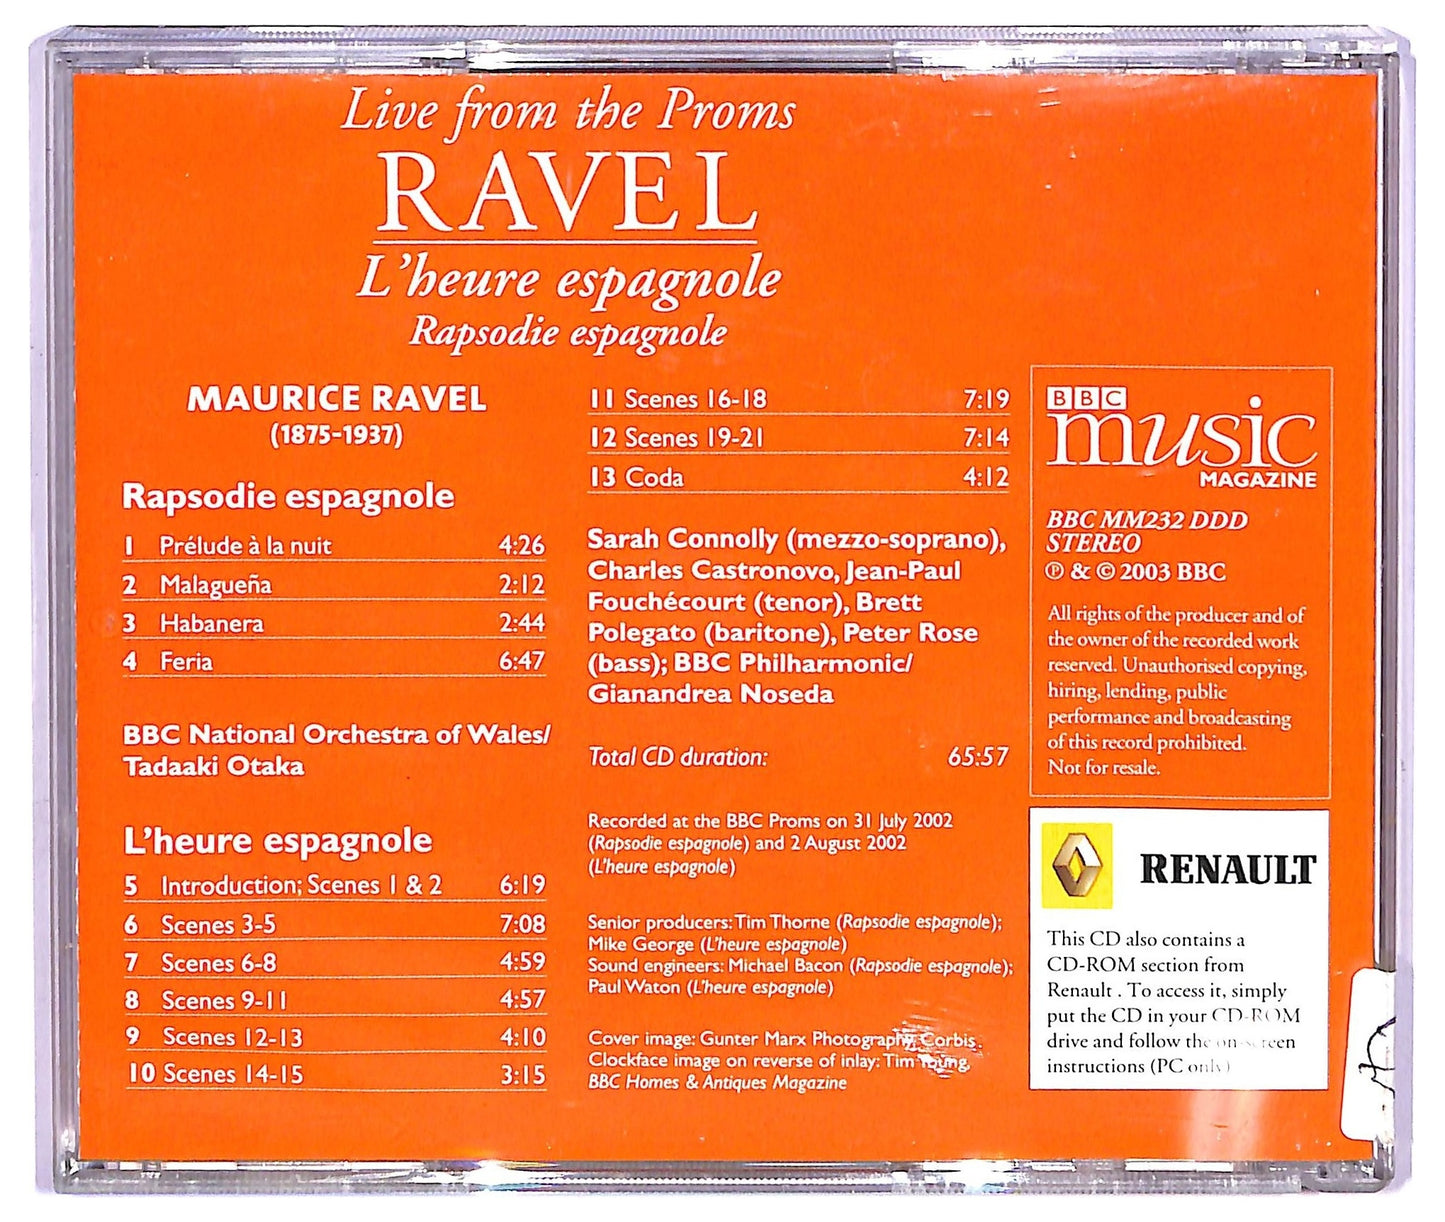 Live from the Proms
RAVEL
L'heure espagnole
Rapsodie espagnole
MAURICE RAVEL
(1875-1937)
Rapsodie espagnole
1 Prélude à la nuit 4:26
2 Malagueña 2:12
3 Habanera 2:44
4 Feria 6:47
BBC National Orchestra of Wales/
Tadaaki Otaka
L'heure espagnole
5 Introduction; Scenes 1 & 2 6:19
6 Scenes 3-5 7:08
7 Scenes 6-8 4:59
8 Scenes 9-11 4:57
9 Scenes 12-13 4:10
10 Scenes 14-15 3:15
11 Scenes 16-18 7:19
12 Scenes 19-21 7:14
13 Coda 4:12
Sarah Connolly (mezzo-soprano),
Charles Castronovo, Jean-Paul
Fouchécourt (tenor), Brett
Polegato (baritone), Peter Rose
(bass); BBC Philharmonic/
Gianandrea Noseda
Total CD duration: 65:57
Recorded at the BBC Proms on 31 July 2002
(Rapsodie espagnole) and 2 August 2002
(L'heure espagnole)
Senior producers: Tim Thorne (Rapsodie espagnole);
Mike George (L'heure espagnole)
Sound engineers: Michael Bacon (Rapsodie espagnole);
Paul Waton (L'heure espagnole)
Cover image: Gunter Marx Photography, Corbis.
Clockface image on reverse of inlay: Tim Young,
BBC Homes & Antiques Magazine
BBC
music
MAGAZINE
BBC MM232 DDD
STEREO
℗ & © 2003 BBC
All rights of the producer and of
the owner of the recorded work
reserved. Unauthorised copying,
hiring, lending, public
performance and broadcasting
of this record prohibited.
Not for resale.
RENAULT
This CD also contains a
CD-ROM section from
Renault . To access it, simply
put the CD in your CD-ROM
drive and follow the on-screen
instructions (PC only)